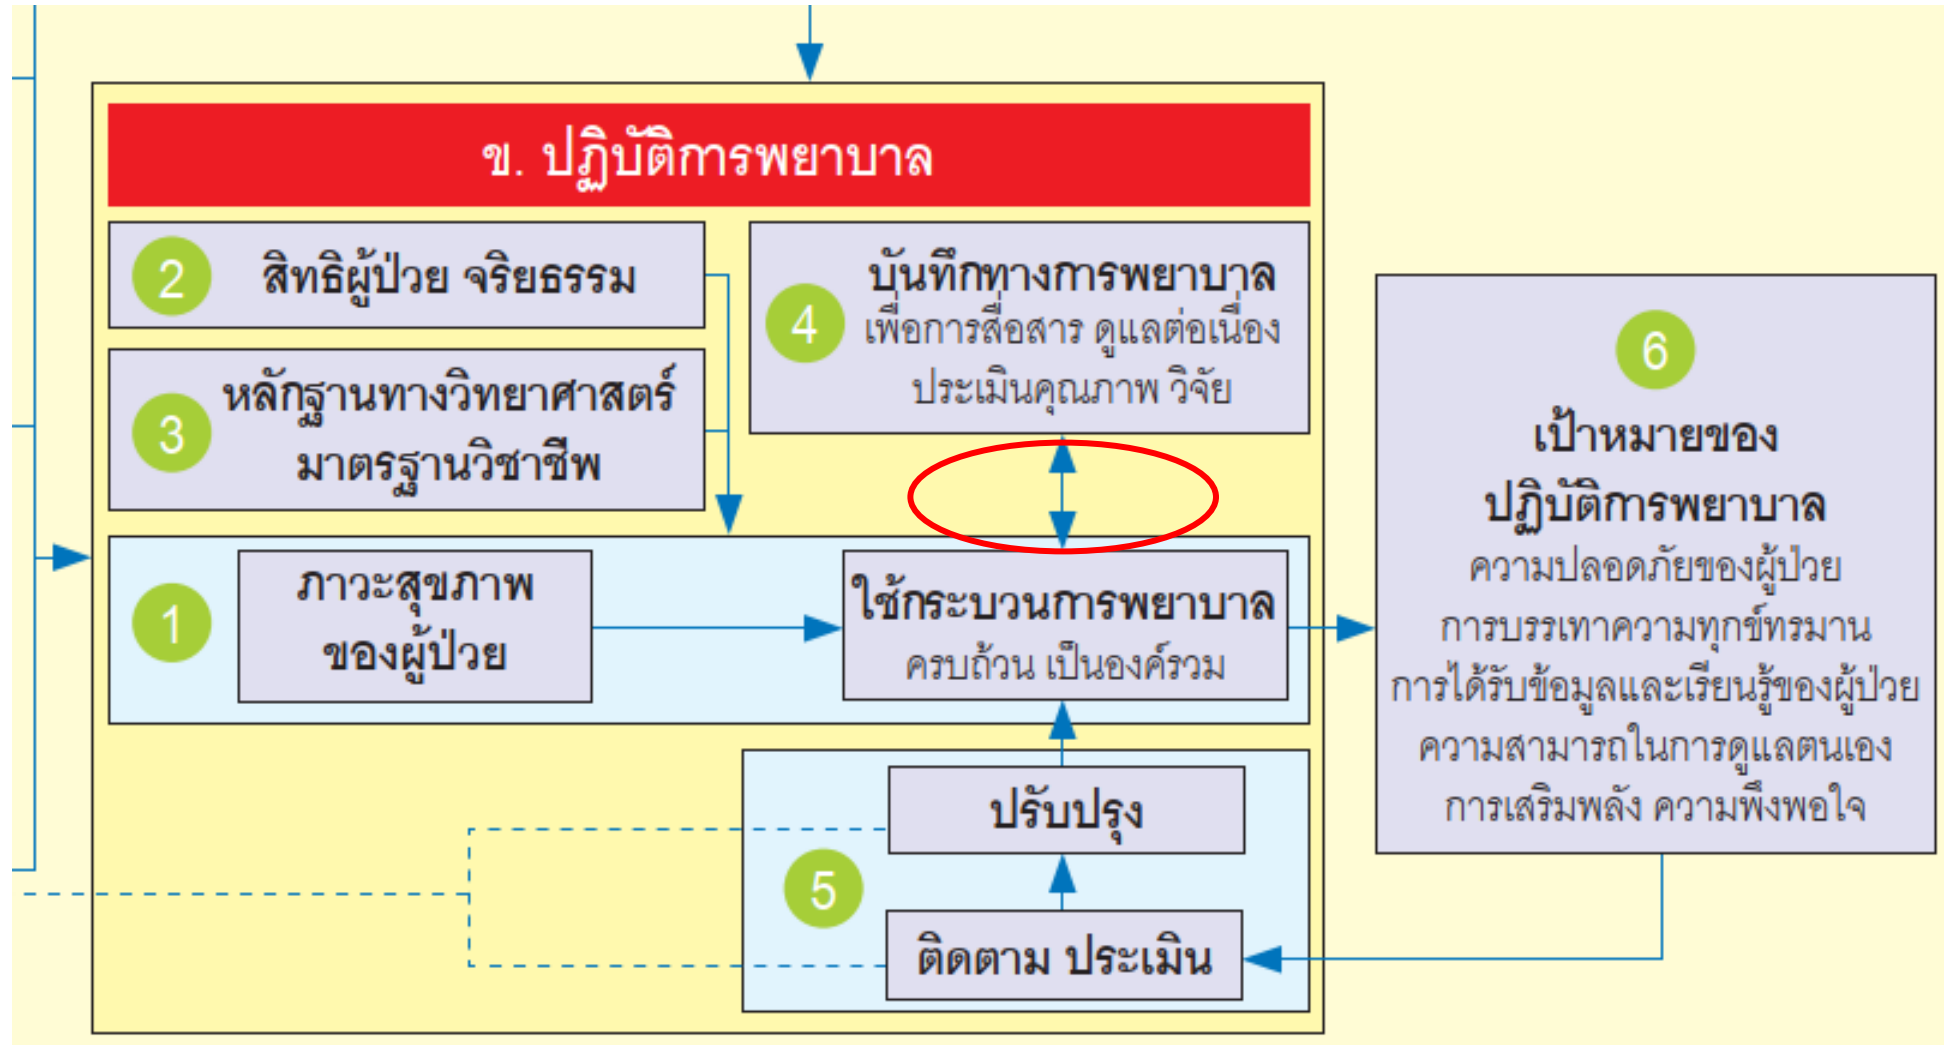 ข. ปฏิบัติการพยาบาล
2 สิทธิผู้ป่วย จริยธรรม
3 หลักฐานทางวิทยาศาสตร์
มาตรฐานวิชาชีพ
4 บันทึกทางการพยาบาล
เพื่อการสื่อสาร ดูแลต่อเนื่อง
ประเมินคุณภาพ วิจัย
1 ภาวะสุขภาพ
ของผู้ป่วย
ใช้กระบวนการพยาบาล
ครบถ้วน เป็นองค์รวม
5
ปรับปรุง
ติดตาม ประเมิน
6
เป้าหมายของ
ปฏิบัติการพยาบาล
ความปลอดภัยของผู้ป่วย
การบรรเทาความทุกข์ทรมาน
การได้รับข้อมูลและเรียนรู้ของผู้ป่วย
ความสามารถในการดูแลตนเอง
การเสริมพลัง ความพึงพอใจ